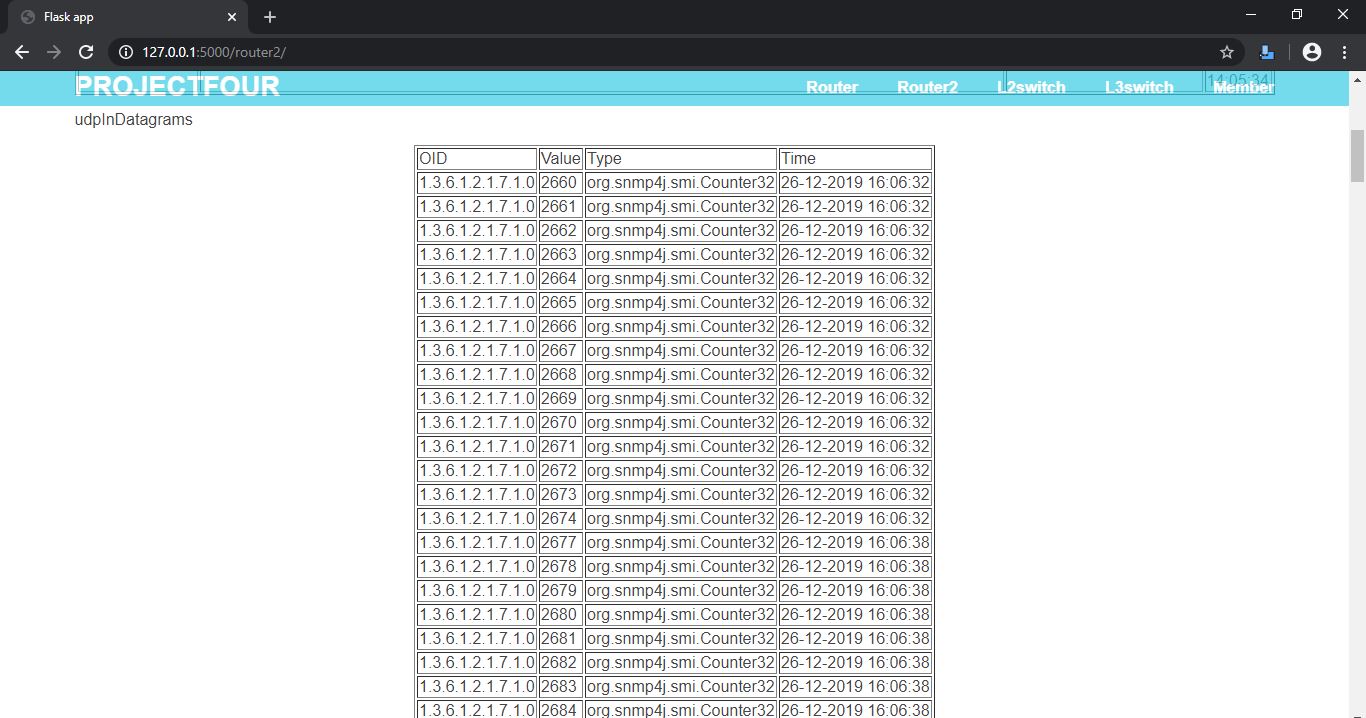 Flask app
127.0.0.1:5000/router2/
PROJECTFOUR Router Router2 L2switch L3switch Member 14:05:34
udpInDatagrams
OID Value Type Time
1.3.6.1.2.1.7.1.0 2660 org.snmp4j.smi.Counter32 26-12-2019 16:06:32
1.3.6.1.2.1.7.1.0 2661 org.snmp4j.smi.Counter32 26-12-2019 16:06:32
1.3.6.1.2.1.7.1.0 2662 org.snmp4j.smi.Counter32 26-12-2019 16:06:32
1.3.6.1.2.1.7.1.0 2663 org.snmp4j.smi.Counter32 26-12-2019 16:06:32
1.3.6.1.2.1.7.1.0 2664 org.snmp4j.smi.Counter32 26-12-2019 16:06:32
1.3.6.1.2.1.7.1.0 2665 org.snmp4j.smi.Counter32 26-12-2019 16:06:32
1.3.6.1.2.1.7.1.0 2666 org.snmp4j.smi.Counter32 26-12-2019 16:06:32
1.3.6.1.2.1.7.1.0 2667 org.snmp4j.smi.Counter32 26-12-2019 16:06:32
1.3.6.1.2.1.7.1.0 2668 org.snmp4j.smi.Counter32 26-12-2019 16:06:32
1.3.6.1.2.1.7.1.0 2669 org.snmp4j.smi.Counter32 26-12-2019 16:06:32
1.3.6.1.2.1.7.1.0 2670 org.snmp4j.smi.Counter32 26-12-2019 16:06:32
1.3.6.1.2.1.7.1.0 2671 org.snmp4j.smi.Counter32 26-12-2019 16:06:32
1.3.6.1.2.1.7.1.0 2672 org.snmp4j.smi.Counter32 26-12-2019 16:06:32
1.3.6.1.2.1.7.1.0 2673 org.snmp4j.smi.Counter32 26-12-2019 16:06:32
1.3.6.1.2.1.7.1.0 2674 org.snmp4j.smi.Counter32 26-12-2019 16:06:32
1.3.6.1.2.1.7.1.0 2677 org.snmp4j.smi.Counter32 26-12-2019 16:06:38
1.3.6.1.2.1.7.1.0 2678 org.snmp4j.smi.Counter32 26-12-2019 16:06:38
1.3.6.1.2.1.7.1.0 2679 org.snmp4j.smi.Counter32 26-12-2019 16:06:38
1.3.6.1.2.1.7.1.0 2680 org.snmp4j.smi.Counter32 26-12-2019 16:06:38
1.3.6.1.2.1.7.1.0 2681 org.snmp4j.smi.Counter32 26-12-2019 16:06:38
1.3.6.1.2.1.7.1.0 2682 org.snmp4j.smi.Counter32 26-12-2019 16:06:38
1.3.6.1.2.1.7.1.0 2683 org.snmp4j.smi.Counter32 26-12-2019 16:06:38
1.3.6.1.2.1.7.1.0 2684 org.snmp4j.smi.Counter32 26-12-2019 16:06:38